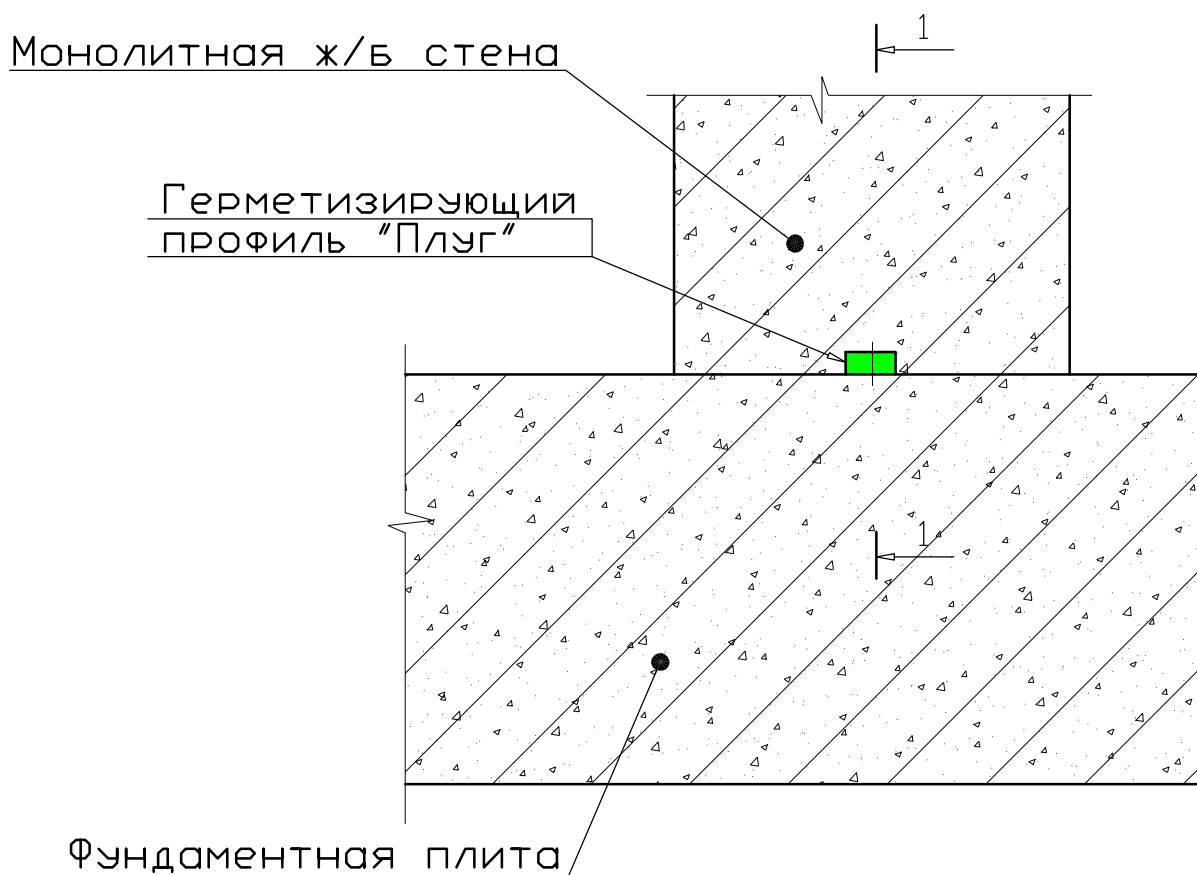 1
Монолитная ж/б стена
Герметизирующий
профиль "Плуг"
1
Фундаментная плита